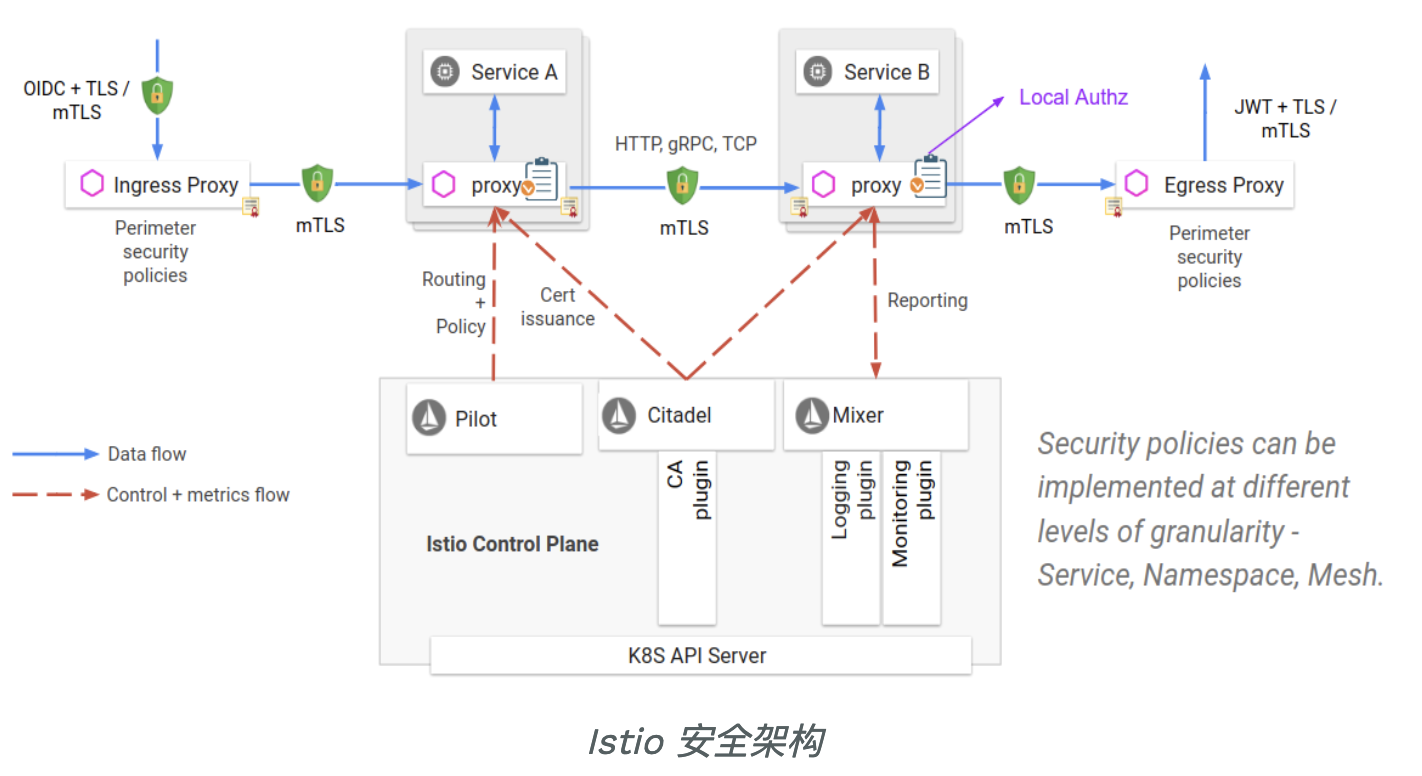 OIDC + TLS /
mTLS
Service A
Service B
Local Authz
JWT + TLS /
mTLS
HTTP, gRPC, TCP
Ingress Proxy
mTLS
proxy
mTLS
proxy
mTLS
Egress Proxy
Perimeter
security
policies
Perimeter
security
policies
Routing
+
Policy
Cert
issuance
Reporting
Pilot
Citadel
Mixer
CA
plugin
Logging
plugin
Monitoring
plugin
Data flow
Control + metrics flow
Istio Control Plane
K8S API Server
Security policies can be
implemented at different
levels of granularity -
Service, Namespace, Mesh.
Istio 安全架构